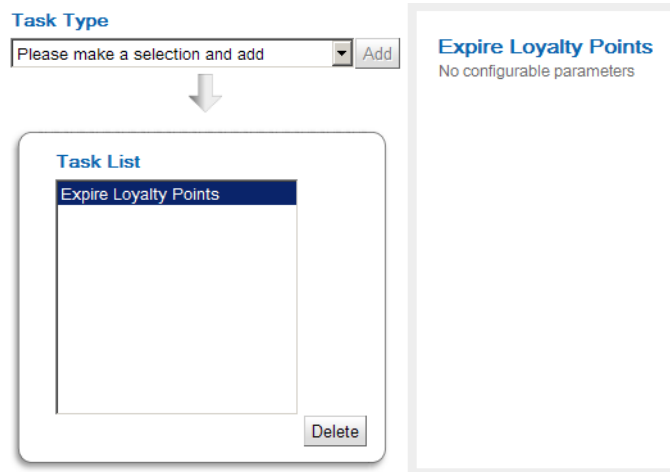 Task Type
Please make a selection and add
Add
Task List
Expire Loyalty Points
Delete
Expire Loyalty Points
No configurable parameters